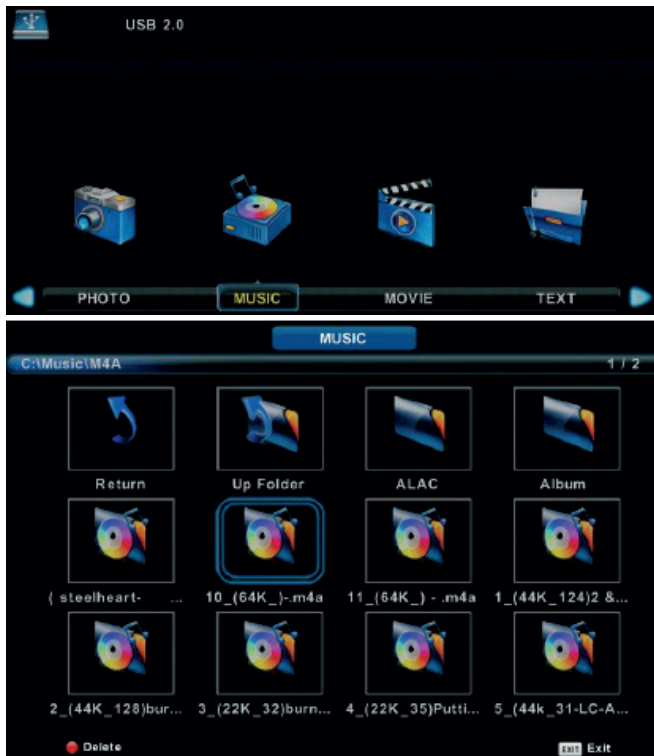 USB 2.0
PHOTO MUSIC MOVIE TEXT
MUSIC
C:\Music\M4A 1 / 2
Return Up Folder ALAC Album
( steelheart- ... 10_(64K_)-.m4a 11_(64K_) - .m4a 1_(44K_124)2 &...
2_(44K_128)bur... 3_(22K_32)burn... 4_(22K_35)Putti... 5_(44k_31-LC-A...
Delete EXIT Exit